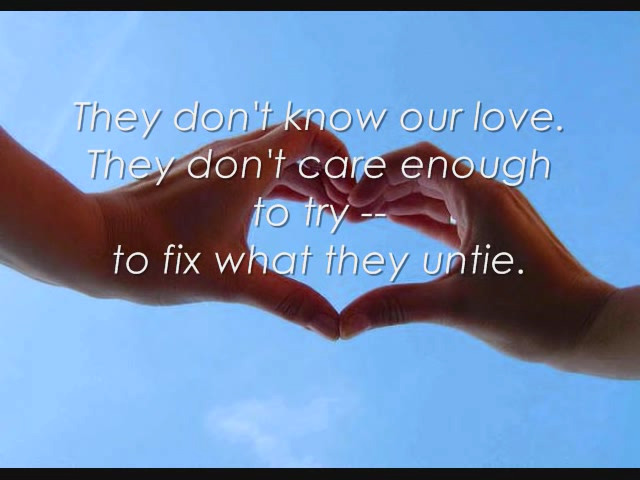 They don't know our love.
They don't care enough
to try --
to fix what they untie.